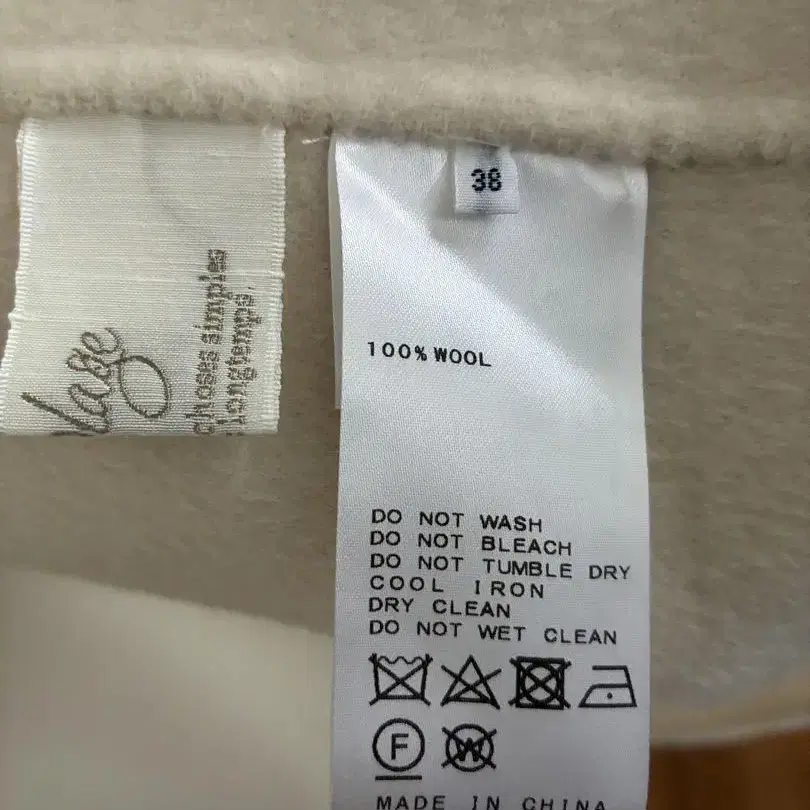 38
100% WOOL
DO NOT WASH
DO NOT BLEACH
DO NOT TUMBLE DRY
COOL IRON
DRY CLEAN
DO NOT WET CLEAN
F
W
MADE IN CHINA
choses simples
longtemps.